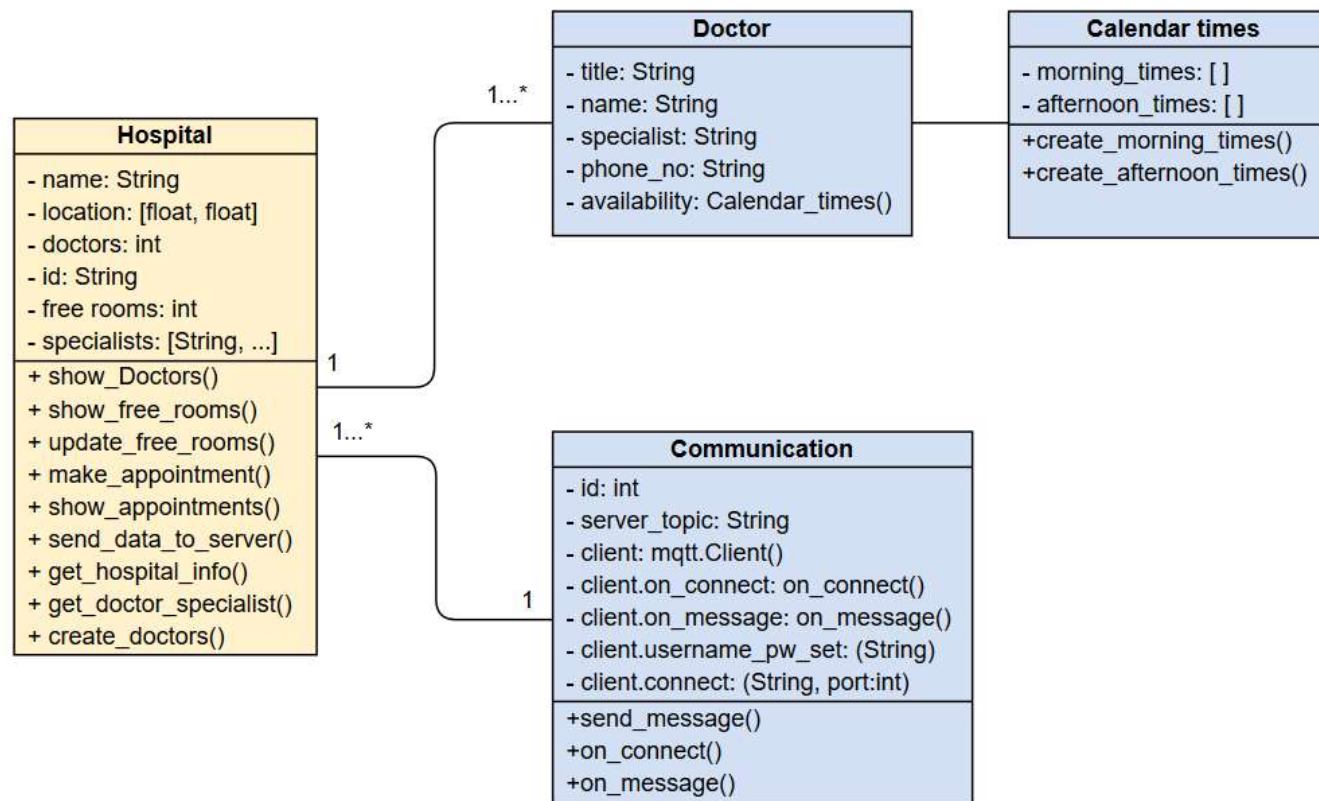 Hospital
- name: String
- location: [float, float]
- doctors: int
- id: String
- free rooms: int
- specialists: [String, ...]
+ show_Doctors()
+ show_free_rooms()
+ update_free_rooms()
+ make_appointment()
+ show_appointments()
+ send_data_to_server()
+ get_hospital_info()
+ get_doctor_specialist()
+ create_doctors()
1
1...*
1...*
1
Doctor
- title: String
- name: String
- specialist: String
- phone_no: String
- availability: Calendar_times()
Calendar times
- morning_times: [ ]
- afternoon_times: [ ]
+create_morning_times()
+create_afternoon_times()
Communication
- id: int
- server_topic: String
- client: mqtt.Client()
- client.on_connect: on_connect()
- client.on_message: on_message()
- client.username_pw_set: (String)
- client.connect: (String, port:int)
+send_message()
+on_connect()
+on_message()